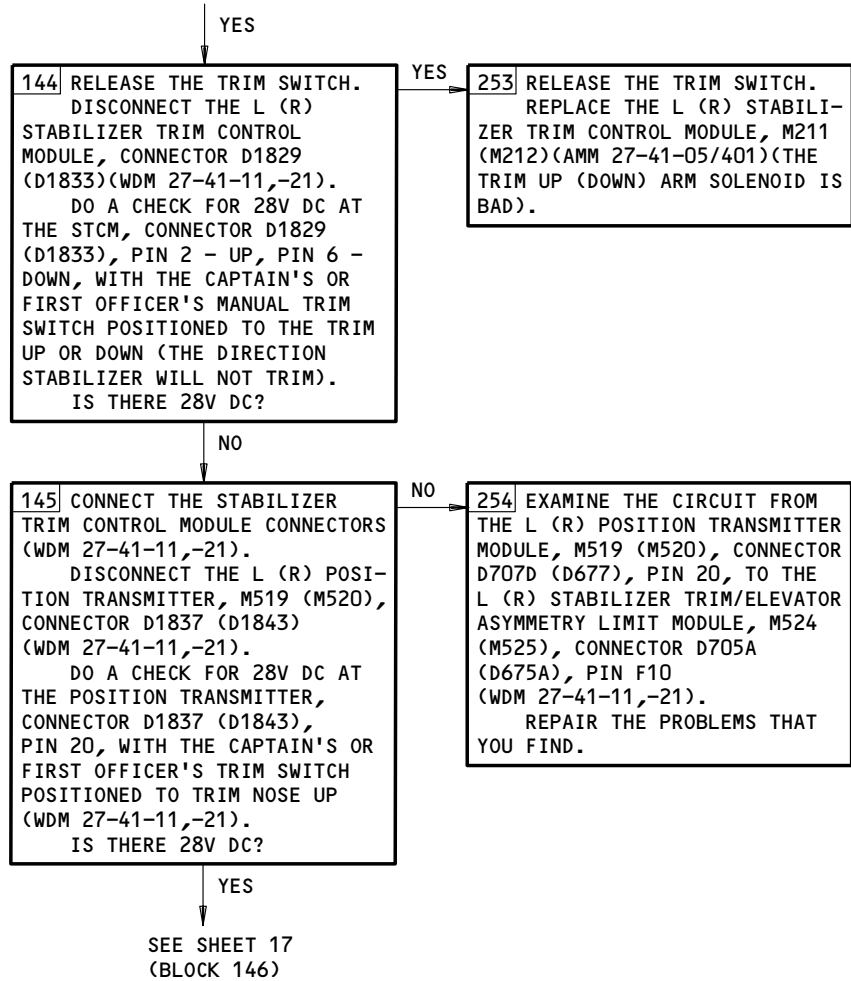 YES
144 RELEASE THE TRIM SWITCH.
DISCONNECT THE L (R)
STABILIZER TRIM CONTROL
MODULE, CONNECTOR D1829
(D1833)(WDM 27-41-11,-21).
DO A CHECK FOR 28V DC AT
THE STCM, CONNECTOR D1829
(D1833), PIN 2 - UP, PIN 6 -
DOWN, WITH THE CAPTAIN'S OR
FIRST OFFICER'S MANUAL TRIM
SWITCH POSITIONED TO THE TRIM
UP OR DOWN (THE DIRECTION
STABILIZER WILL NOT TRIM).
IS THERE 28V DC?
YES
253 RELEASE THE TRIM SWITCH.
REPLACE THE L (R) STABILI-
ZER TRIM CONTROL MODULE, M211
(M212)(AMM 27-41-05/401)(THE
TRIM UP (DOWN) ARM SOLENOID IS
BAD).
NO
145 CONNECT THE STABILIZER
TRIM CONTROL MODULE CONNECTORS
(WDM 27-41-11,-21).
DISCONNECT THE L (R) POSI-
TION TRANSMITTER, M519 (M520),
CONNECTOR D1837 (D1843)
(WDM 27-41-11,-21).
DO A CHECK FOR 28V DC AT
THE POSITION TRANSMITTER,
CONNECTOR D1837 (D1843),
PIN 20, WITH THE CAPTAIN'S OR
FIRST OFFICER'S TRIM SWITCH
POSITIONED TO TRIM NOSE UP
(WDM 27-41-11,-21).
IS THERE 28V DC?
NO
254 EXAMINE THE CIRCUIT FROM
THE L (R) POSITION TRANSMITTER
MODULE, M519 (M520), CONNECTOR
D707D (D677), PIN 20, TO THE
L (R) STABILIZER TRIM/ELEVATOR
ASYMMETRY LIMIT MODULE, M524
(M525), CONNECTOR D705A
(D675A), PIN F10
(WDM 27-41-11,-21).
REPAIR THE PROBLEMS THAT
YOU FIND.
YES
SEE SHEET 17
(BLOCK 146)